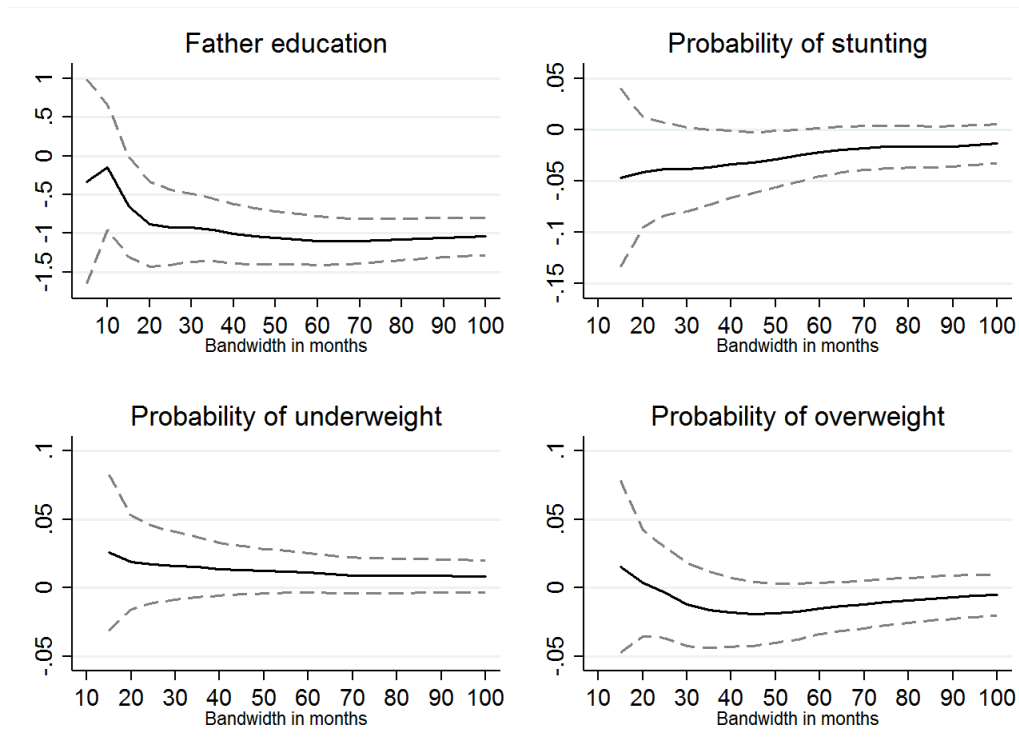 Father education
1
.5
0
-.5
-1
-1.5
10 20 30 40 50 60 70 80 90 100
Bandwidth in months
Probability of stunting
.05
0
-.05
-.1
-.15
10 20 30 40 50 60 70 80 90 100
Bandwidth in months
Probability of underweight
.1
.05
0
-.05
10 20 30 40 50 60 70 80 90 100
Bandwidth in months
Probability of overweight
.1
.05
0
-.05
10 20 30 40 50 60 70 80 90 100
Bandwidth in months